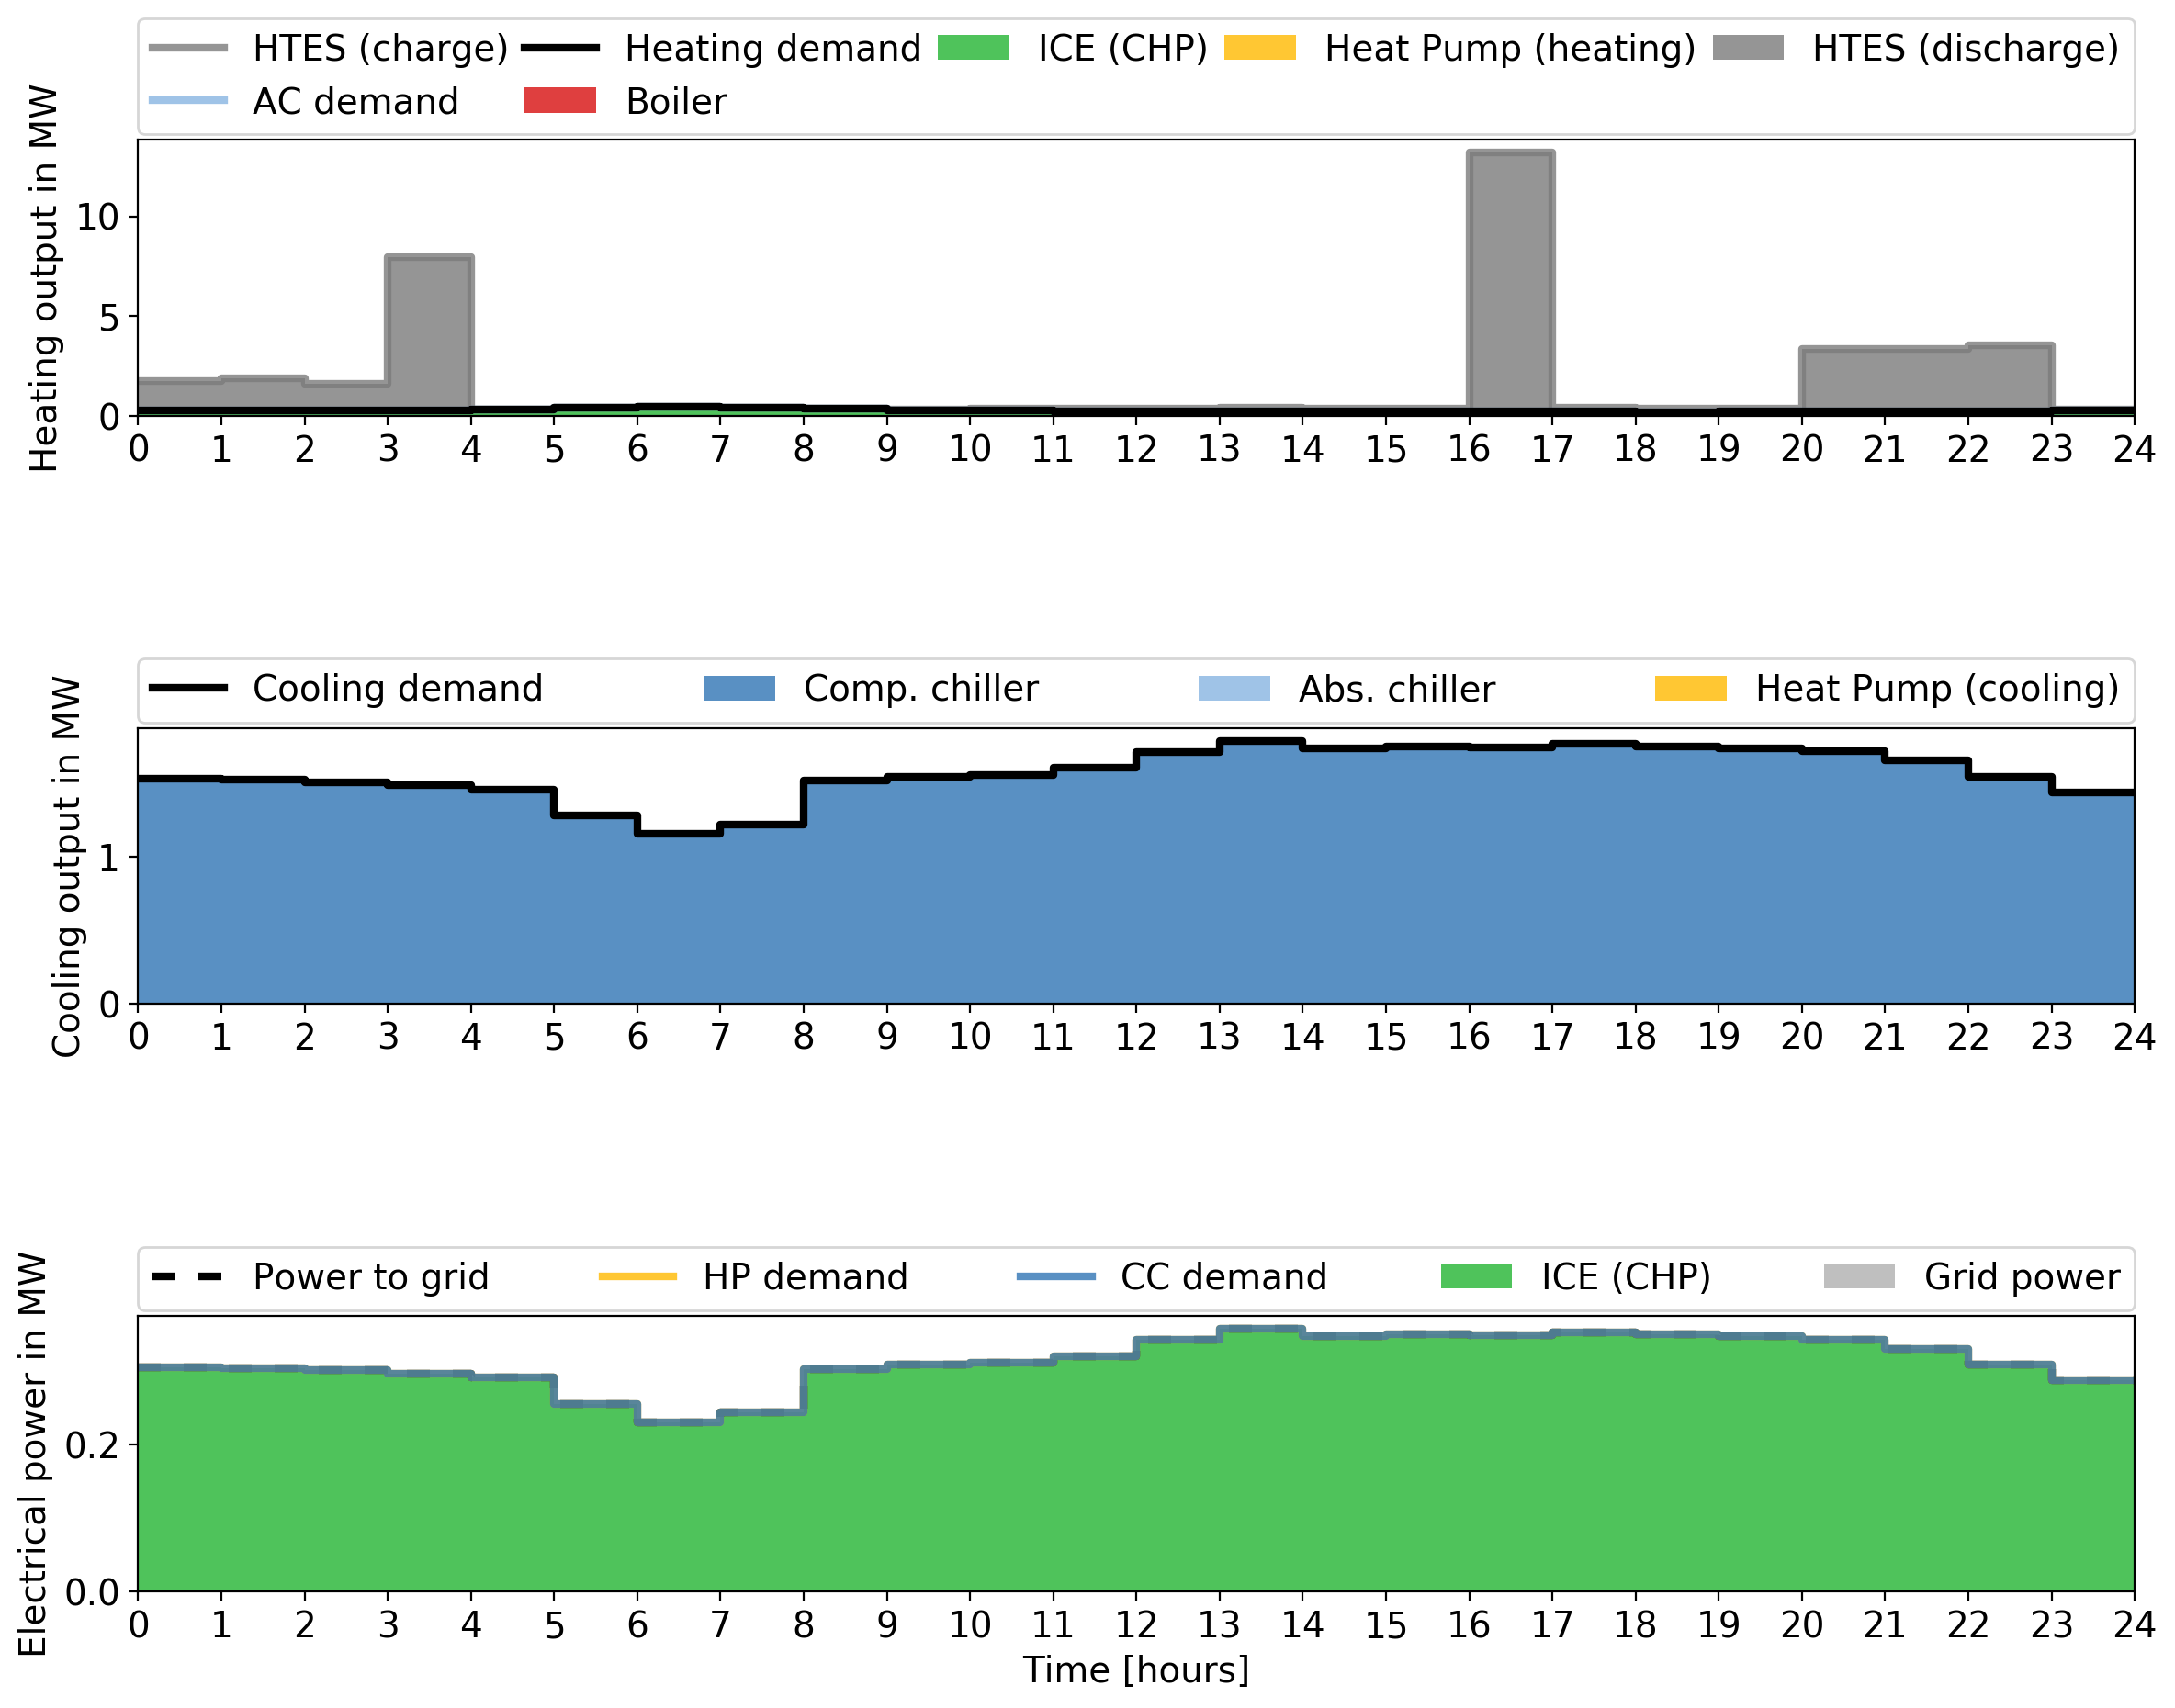 HTES (charge) Heating demand ICE (CHP) Heat Pump (heating) HTES (discharge)
AC demand Boiler
Heating output in MW
10
5
0
0 1 2 3 4 5 6 7 8 9 10 11 12 13 14 15 16 17 18 19 20 21 22 23 24
Cooling demand Comp. chiller Abs. chiller Heat Pump (cooling)
Cooling output in MW
1
0
0 1 2 3 4 5 6 7 8 9 10 11 12 13 14 15 16 17 18 19 20 21 22 23 24
Power to grid HP demand CC demand ICE (CHP) Grid power
Electrical power in MW
0.2
0.0
0 1 2 3 4 5 6 7 8 9 10 11 12 13 14 15 16 17 18 19 20 21 22 23 24
Time [hours]